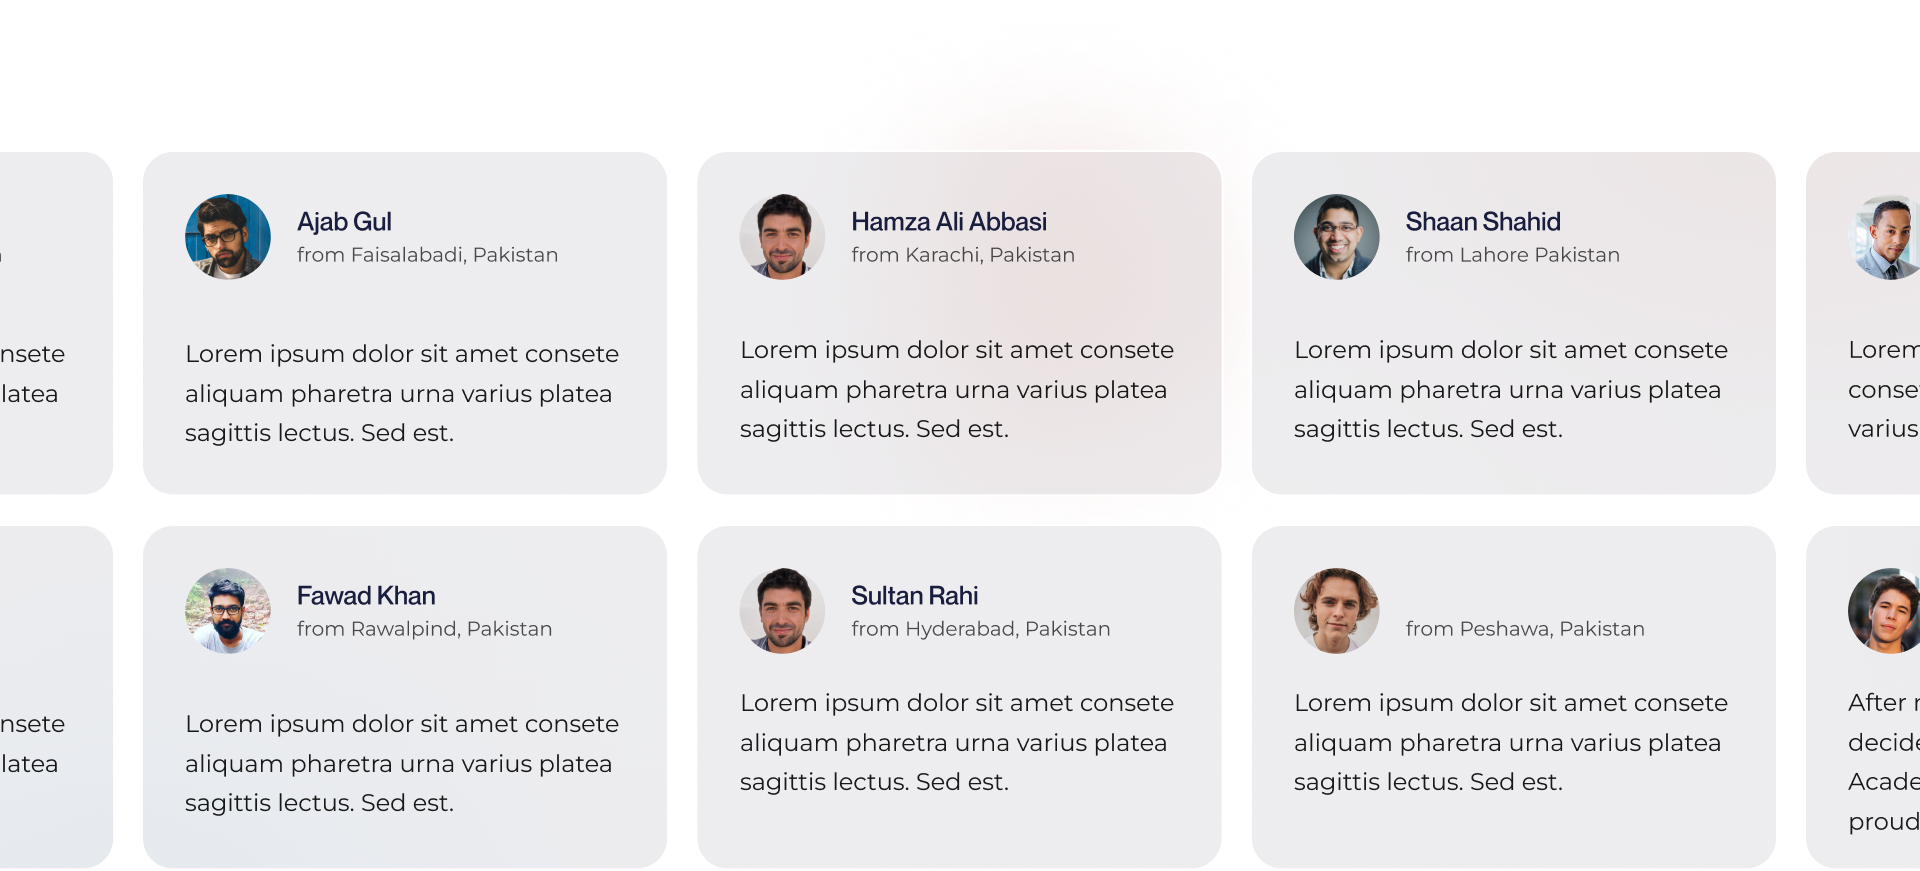 Ajab Gul
from Faisalabadi, Pakistan
Hamza Ali Abbasi
from Karachi, Pakistan
Shaan Shahid
from Lahore Pakistan
nsete
latea
Lorem ipsum dolor sit amet consete
aliquam pharetra urna varius platea
sagittis lectus. Sed est.
Lorem ipsum dolor sit amet consete
aliquam pharetra urna varius platea
sagittis lectus. Sed est.
Lorem ipsum dolor sit amet consete
aliquam pharetra urna varius platea
sagittis lectus. Sed est.
Lorem
conse
varius
Fawad Khan
from Rawalpind, Pakistan
Sultan Rahi
from Hyderabad, Pakistan
from Peshawa, Pakistan
nsete
latea
Lorem ipsum dolor sit amet consete
aliquam pharetra urna varius platea
sagittis lectus. Sed est.
Lorem ipsum dolor sit amet consete
aliquam pharetra urna varius platea
sagittis lectus. Sed est.
Lorem ipsum dolor sit amet consete
aliquam pharetra urna varius platea
sagittis lectus. Sed est.
After
decide
Acade
proud